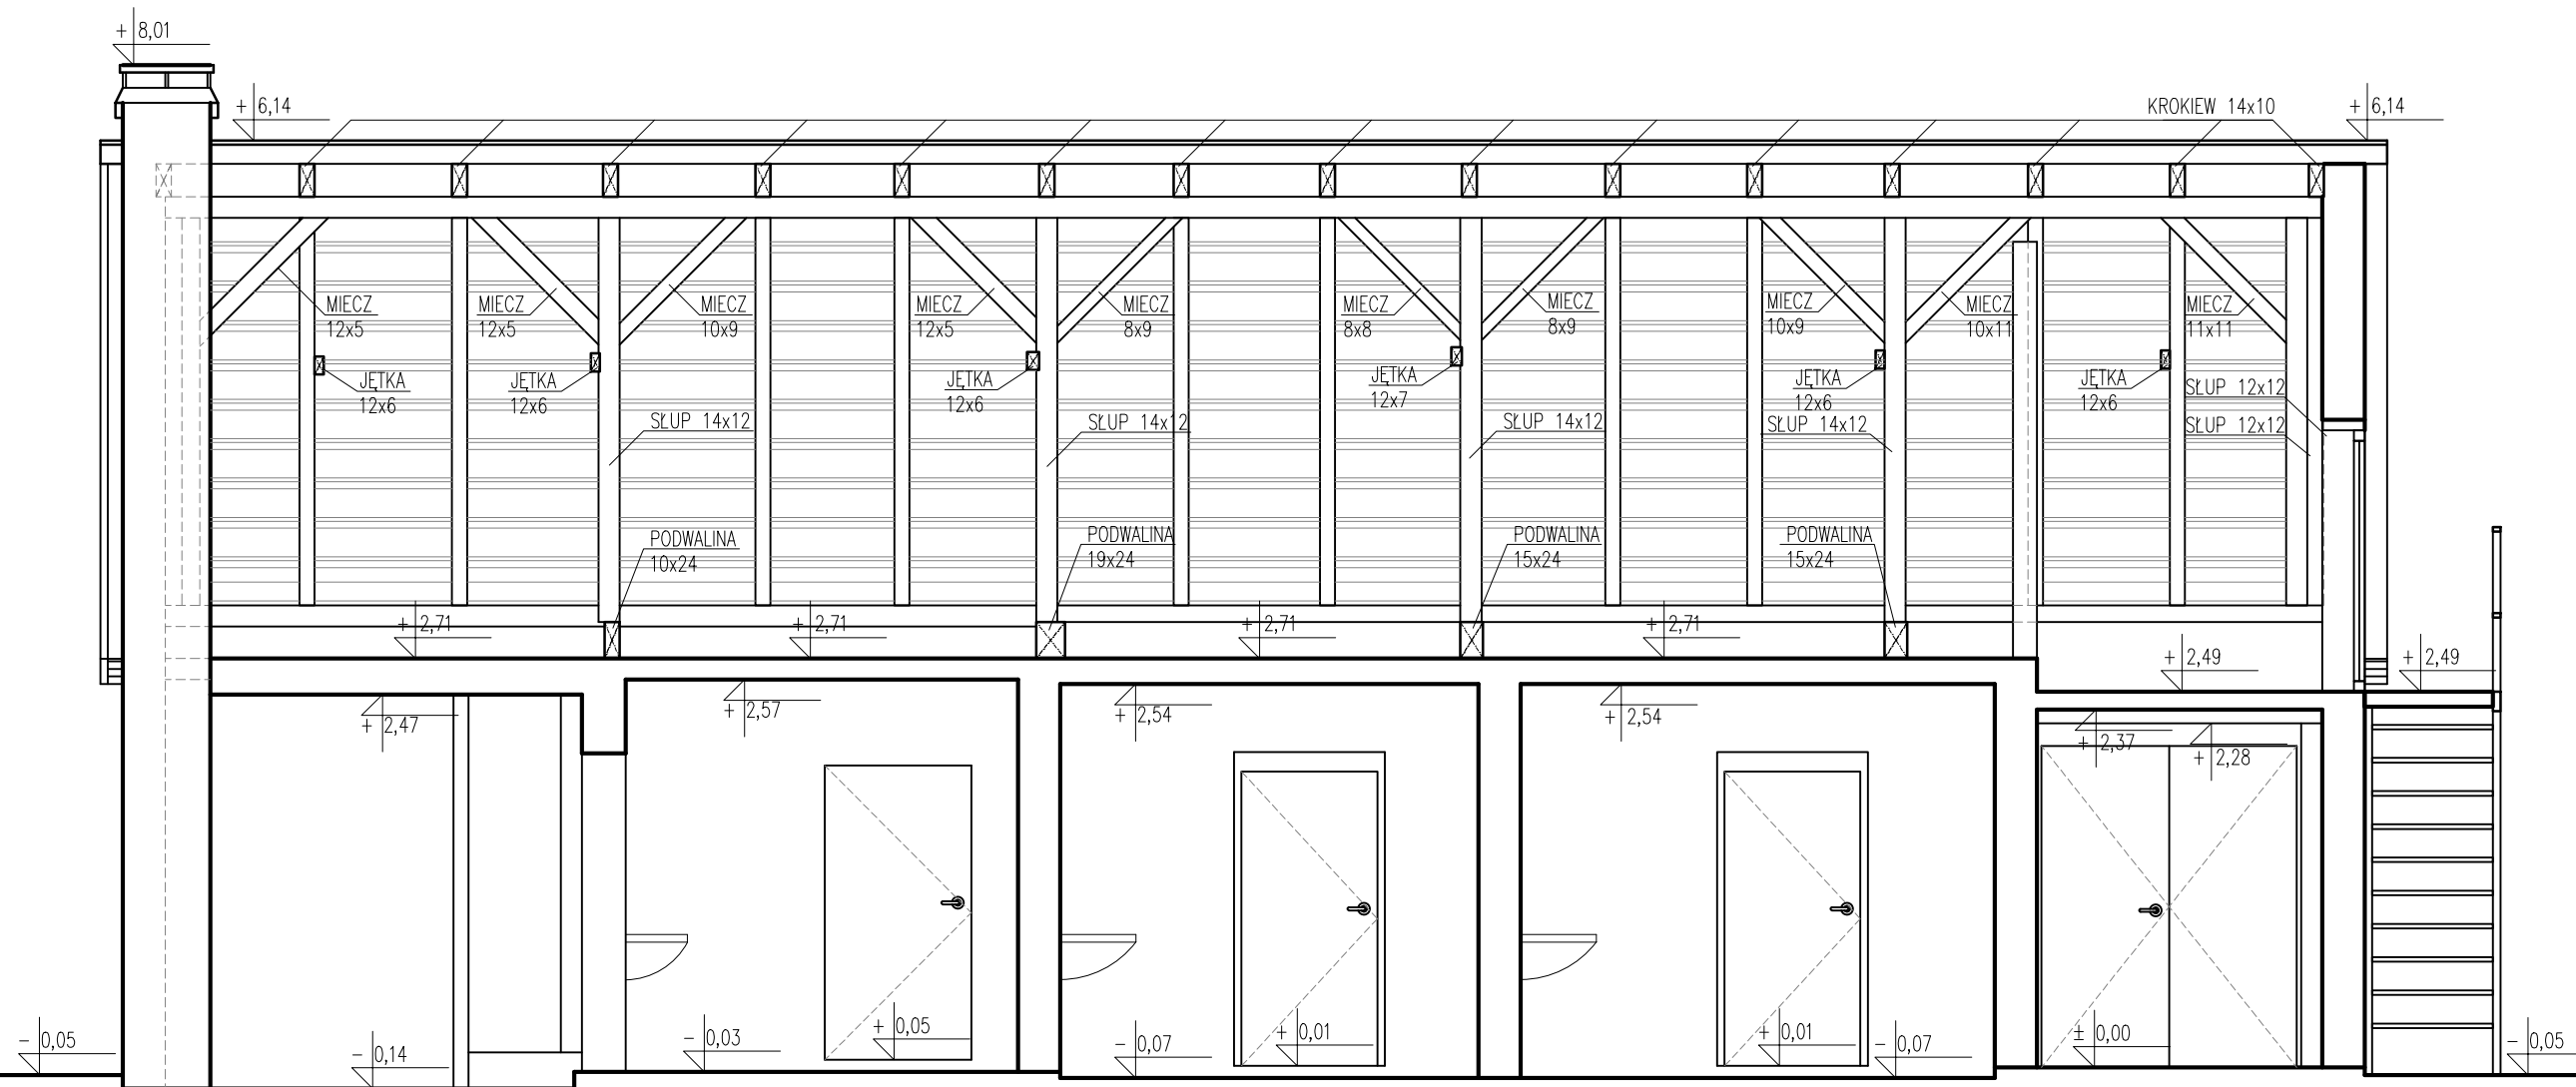 + 8,01
+ 6,14
KROKIEW 14x10
+ 6,14
MIECZ
12x5
MIECZ
12x5
MIECZ
10x9
MIECZ
12x5
MIECZ
8x9
MIECZ
8x8
MIECZ
8x9
MIECZ
10x9
MIECZ
10x11
MIECZ
11x11
JĘTKA
12x6
JĘTKA
12x6
JĘTKA
12x6
JĘTKA
12x7
JĘTKA
12x6
JĘTKA
12x6
SŁUP 12x12
SŁUP 14x12
SŁUP 14x12
SŁUP 14x12
SŁUP 14x12
SŁUP 12x12
PODWALINA
10x24
PODWALINA
19x24
PODWALINA
15x24
PODWALINA
15x24
+ 2,71
+ 2,71
+ 2,71
+ 2,71
+ 2,49
+ 2,49
+ 2,47
+ 2,57
+ 2,54
+ 2,54
+ 2,37
+ 2,28
- 0,05
- 0,14
- 0,03
+ 0,05
- 0,07
+ 0,01
+ 0,01
- 0,07
± 0,00
- 0,05